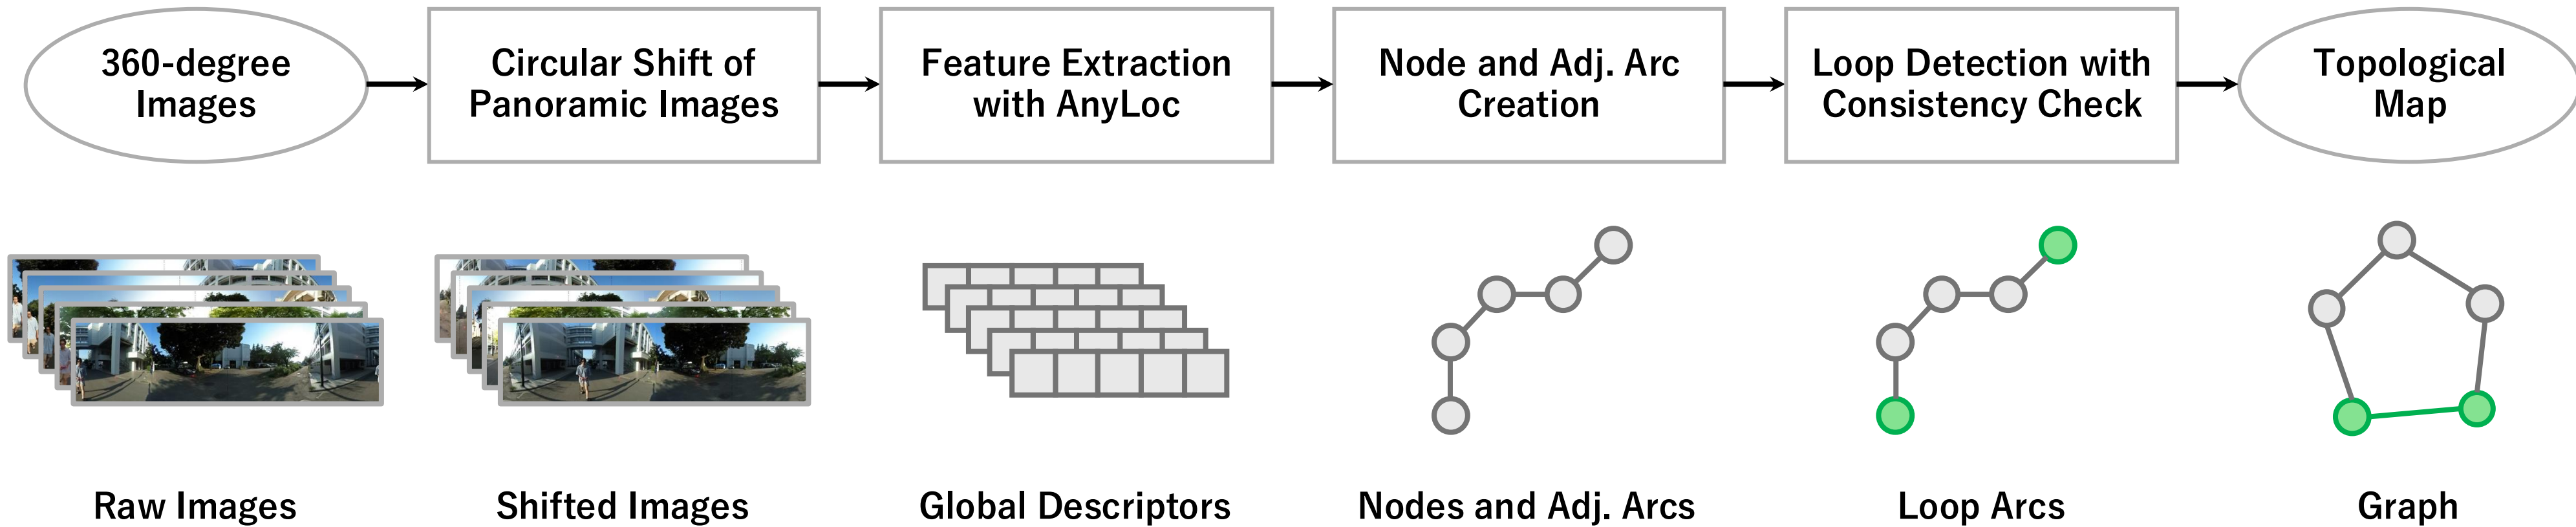 360-degree
Images
Circular Shift of
Panoramic Images
Feature Extraction
with AnyLoc
Node and Adj. Arc
Creation
Loop Detection with
Consistency Check
Topological
Map
Raw Images
Shifted Images
Global Descriptors
Nodes and Adj. Arcs
Loop Arcs
Graph